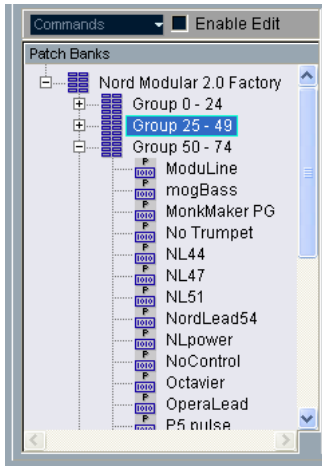 Commands Enable Edit
Patch Banks
Nord Modular 2.0 Factory
Group 0 - 24
Group 25 - 49
Group 50 - 74
ModuLine
mogBass
MonkMaker PG
No Trumpet
NL44
NL47
NL51
NordLead54
NLpower
NoControl
Octavier
OperaLead
P5 pulse